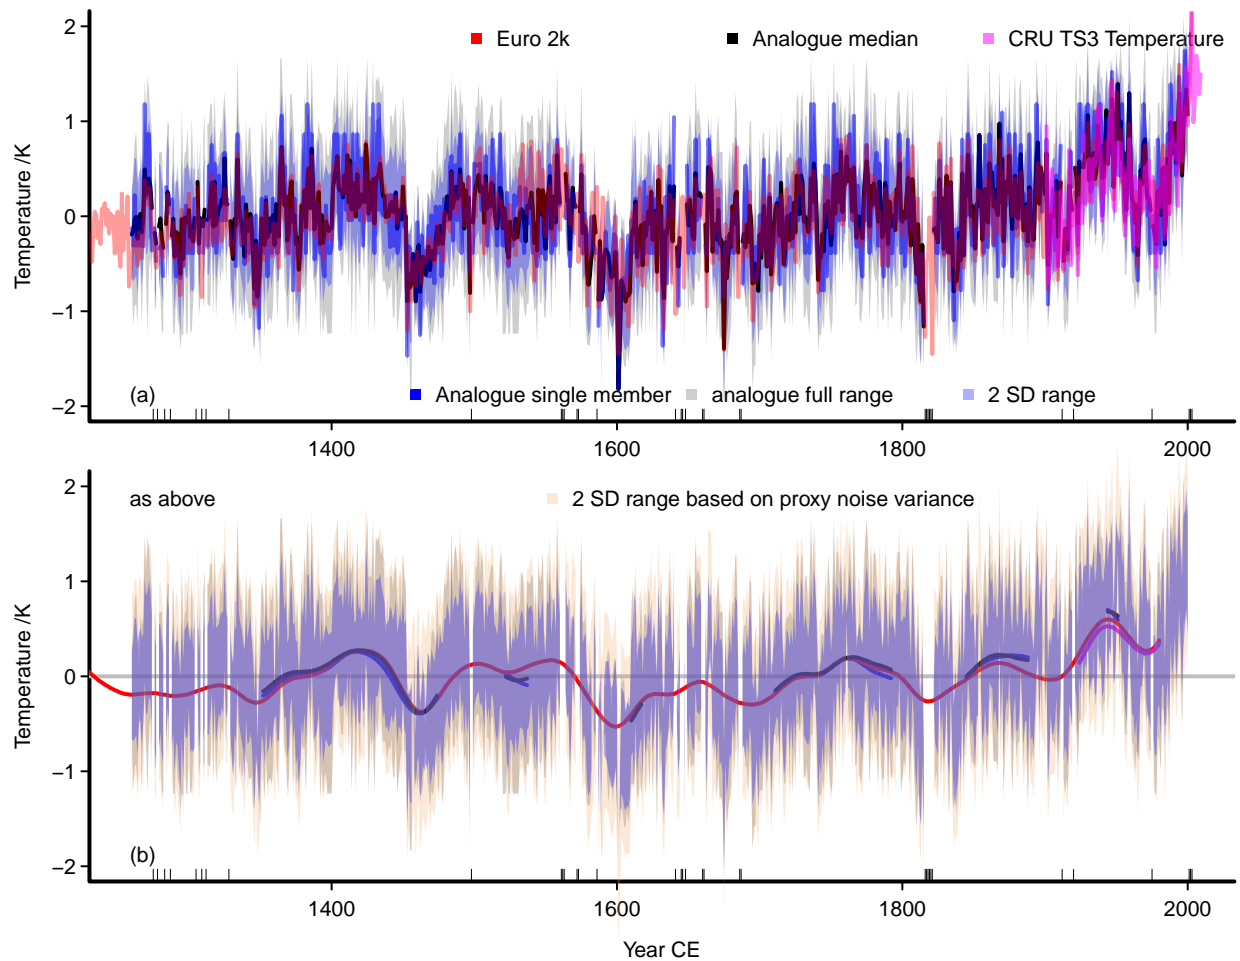 2
Euro 2k
Analogue median
CRU TS3 Temperature
1
0
−1
−2
Temperature /K
(a)
Analogue single member
analogue full range
2 SD range
1400
1600
1800
2000
2
as above
2 SD range based on proxy noise variance
1
0
−1
−2
Temperature /K
(b)
1400
1600
1800
2000
Year CE